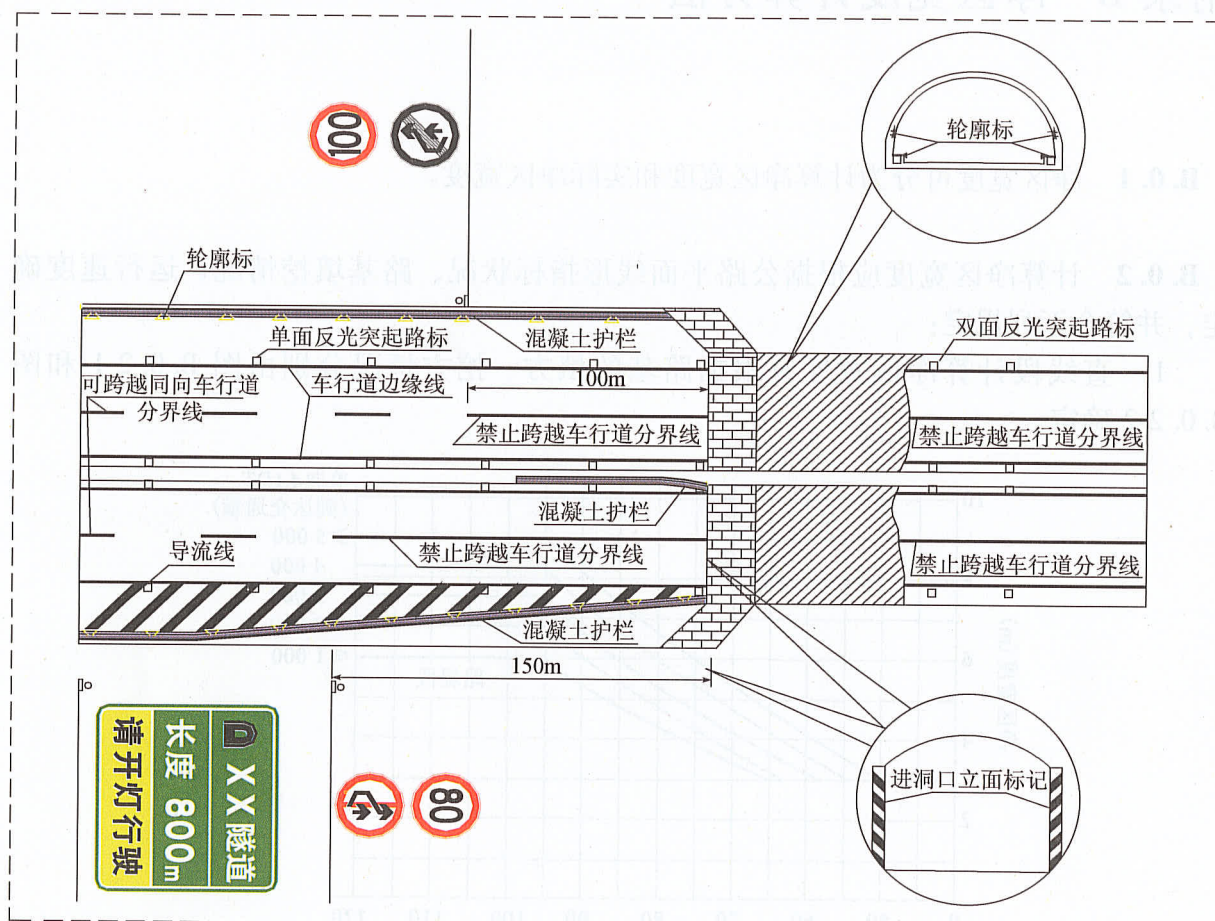 100
轮廓标
轮廓标
单面反光突起路标
混凝土护栏
双面反光突起路标
可跨越同向车行道
分界线
车行道边缘线
100m
禁止跨越车行道分界线
禁止跨越车行道分界线
混凝土护栏
导流线
禁止跨越车行道分界线
禁止跨越车行道分界线
混凝土护栏
150m
XX隧道
长度 800m
请开灯行驶
80
进洞口立面标记